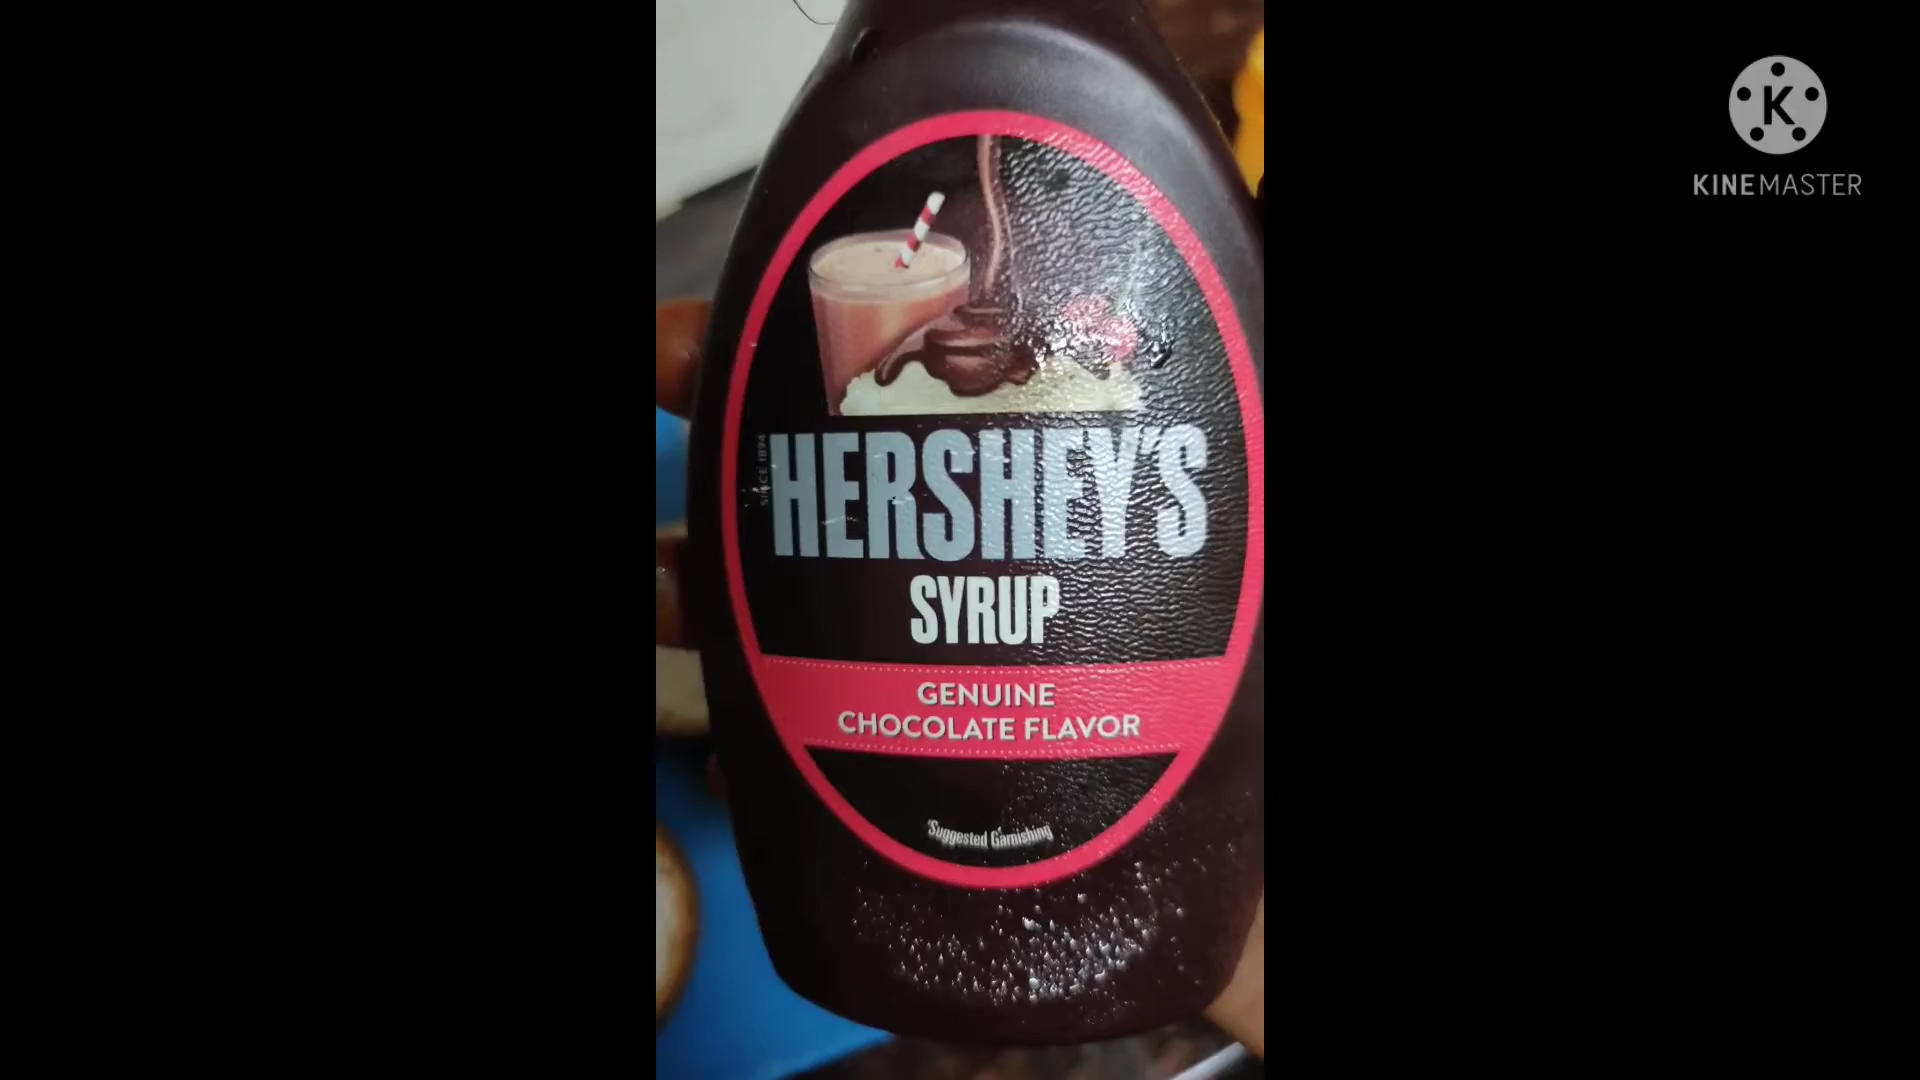 SINCE 1894
HERSHEY'S
SYRUP
GENUINE
CHOCOLATE FLAVOR
*Suggested Garnishing
KINEMASTER